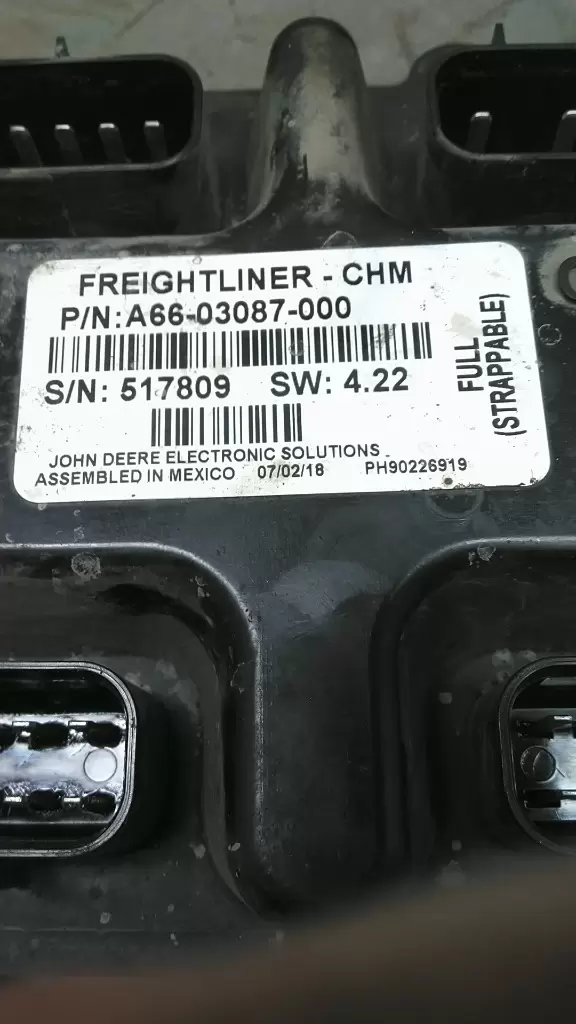 FREIGHTLINER - CHM
P/N: A66-03087-000
S/N: 517809 SW: 4.22
JOHN DEERE ELECTRONIC SOLUTIONS
ASSEMBLED IN MEXICO 07/02/18 PH90226919
FULL
(STRAPPABLE)